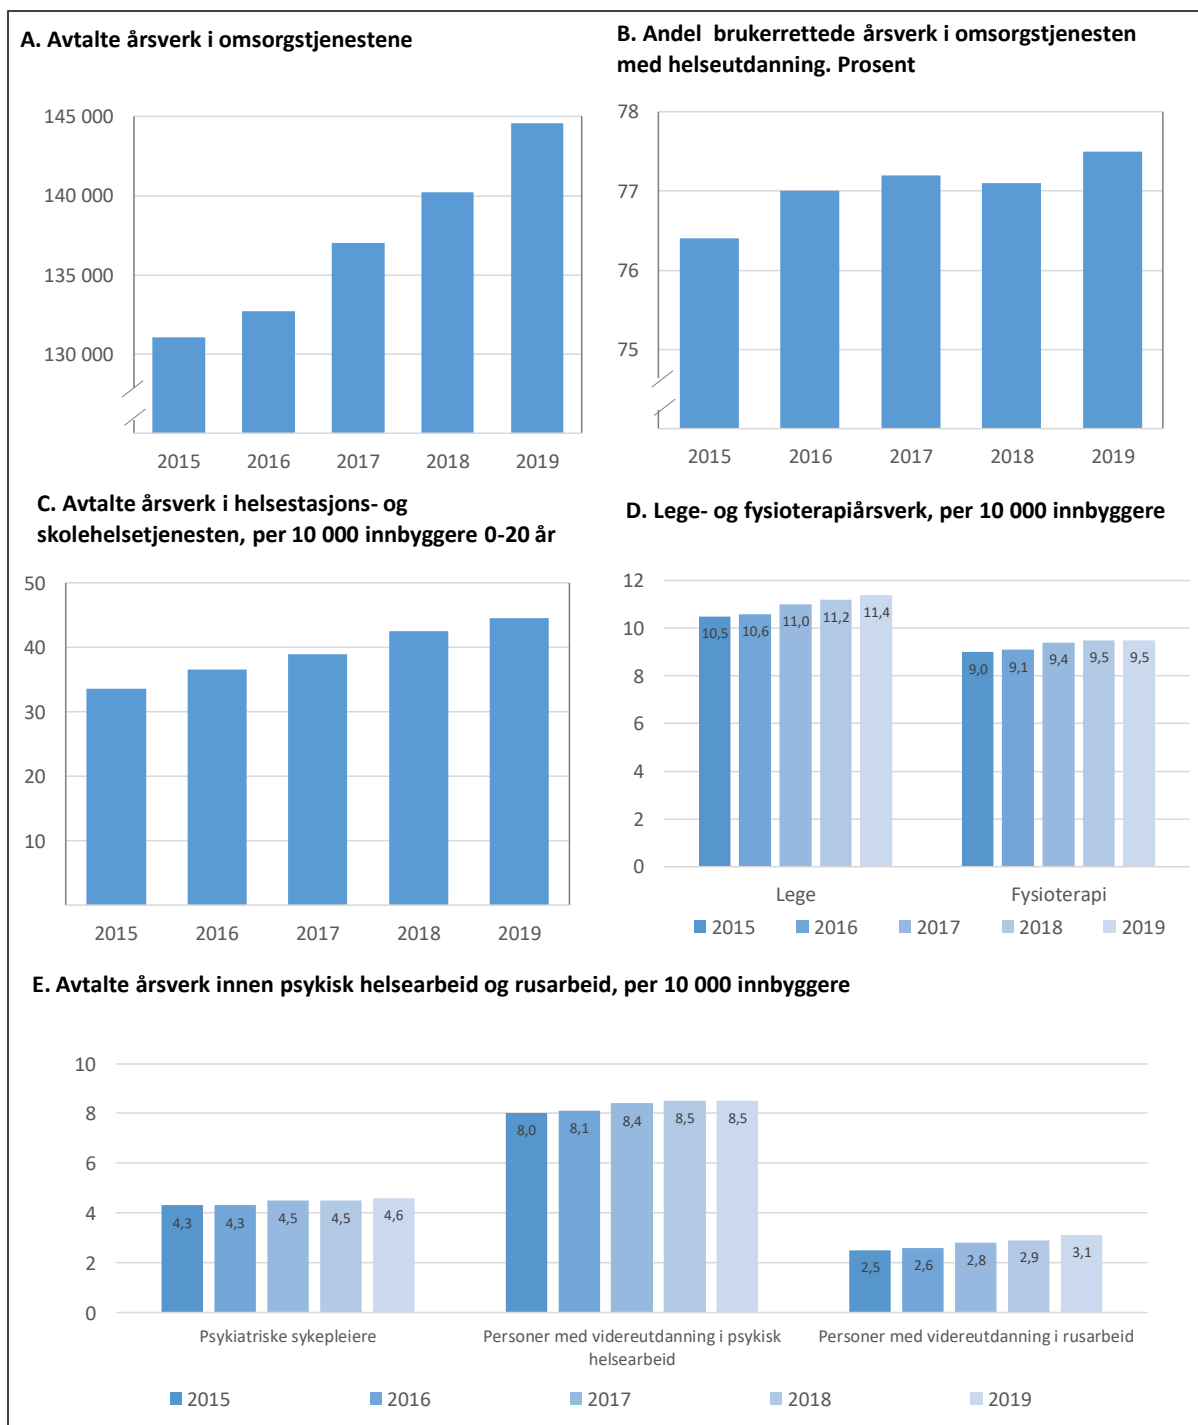 A. Avtalte årsverk i omsorgstjenestene
145 000
140 000
135 000
130 000
2015 2016 2017 2018 2019
B. Andel brukerrettede årsverk i omsorgstjenesten
med helseutdanning. Prosent
78
77
76
75
2015 2016 2017 2018 2019
C. Avtalte årsverk i helsestasjons- og
skolehelsetjenesten, per 10 000 innbyggere 0-20 år
50
40
30
20
10
2015 2016 2017 2018 2019
D. Lege- og fysioterapiårsverk, per 10 000 innbyggere
12
10
8
6
4
2
0
10,5 10,6 11,0 11,2 11,4
9,0 9,1 9,4 9,5 9,5
Lege Fysioterapi
2015 2016 2017 2018 2019
E. Avtalte årsverk innen psykisk helsearbeid og rusarbeid, per 10 000 innbyggere
10
8
6
4
2
0
4,3 4,3 4,5 4,5 4,6
8,0 8,1 8,4 8,5 8,5
2,5 2,6 2,8 2,9 3,1
Psykiatriske sykepleiere
Personer med videreutdanning i psykisk
helsearbeid
Personer med videreutdanning i rusarbeid
2015 2016 2017 2018 2019